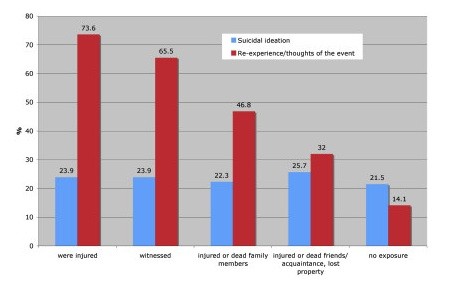 80
Suicidal ideation
Re-experience/thoughts of the event
73.6
70
65.5
60
50
46.8
%
40
30
32
23.9
23.9
22.3
25.7
21.5
20
14.1
10
0
were injured
witnessed
injured or dead family
members
injured or dead friends/
acquaintance, lost
property
no exposure